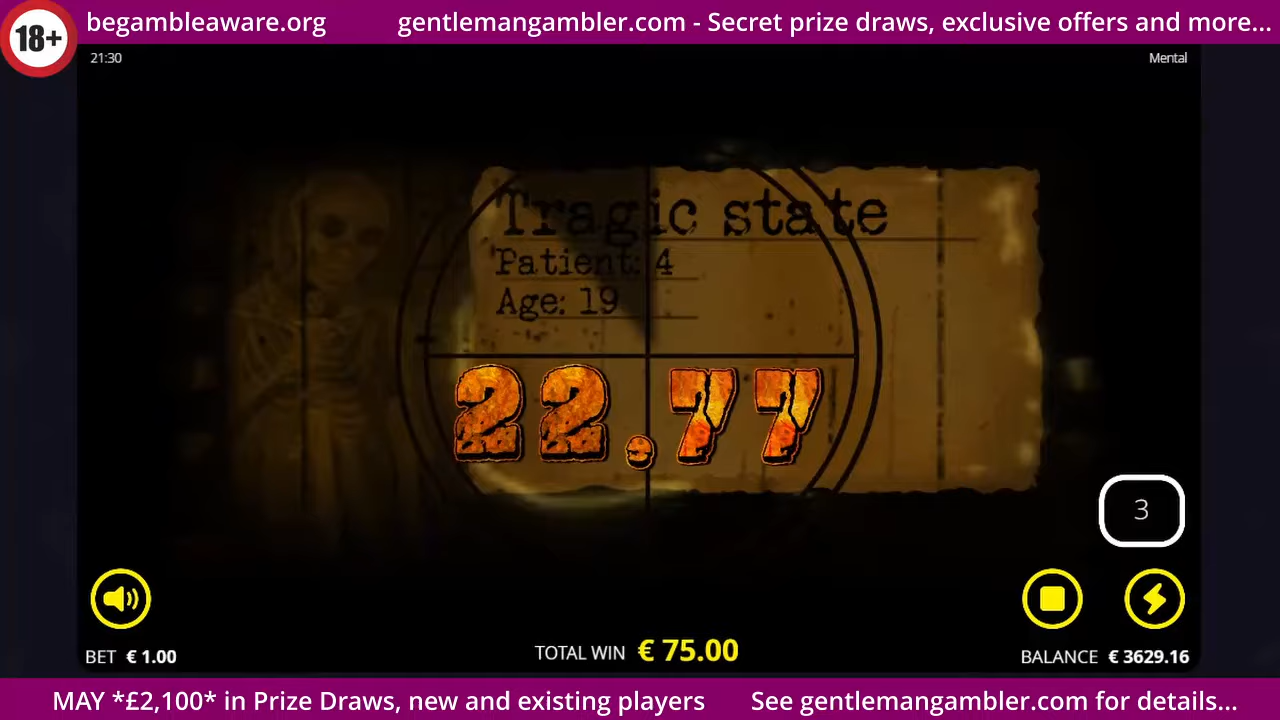 18+
begambleaware.org
gentlemangambler.com - Secret prize draws, exclusive offers and more...
21:30
Mental
Tragic state
Patient: 4
Age: 19
22.77
3
BET € 1.00
TOTAL WIN € 75.00
BALANCE € 3629.16
MAY *£2,100* in Prize Draws, new and existing players
See gentlemangambler.com for details...